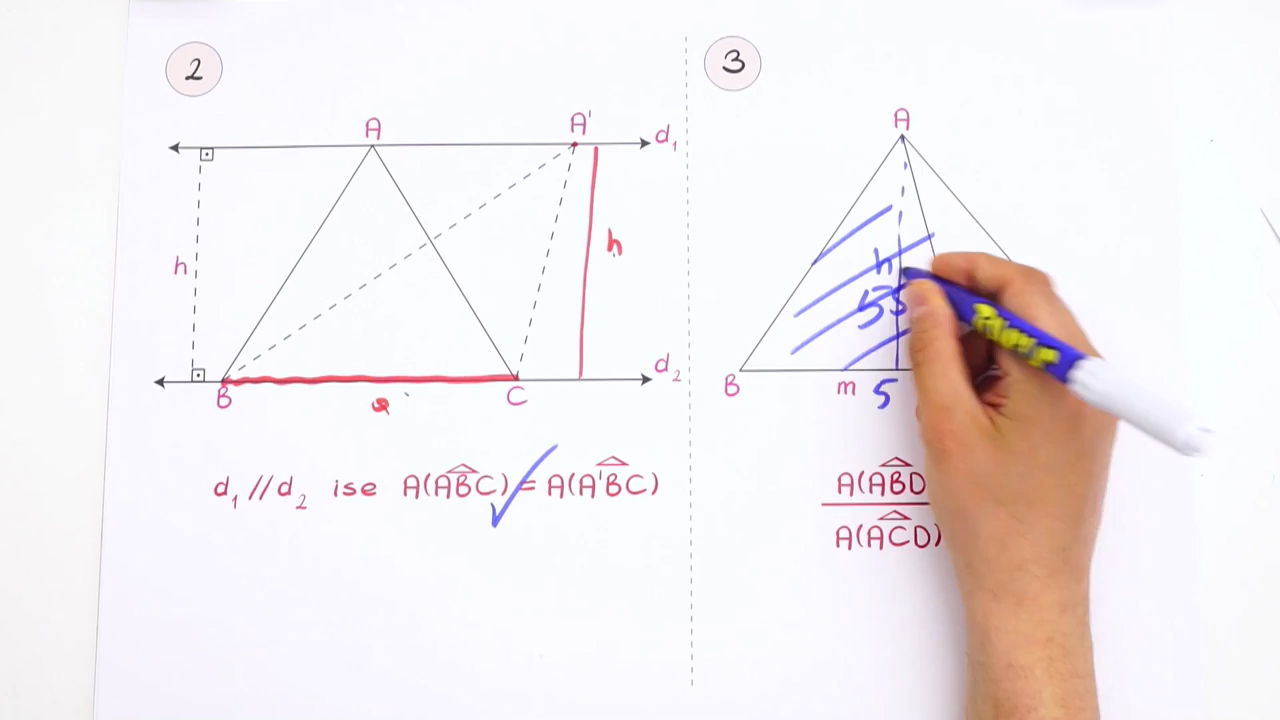 2
A A' d₁
h h
B a C d₂
d₁ // d₂ ise A(ABC) = A(A'BC)
3
A
h
5S
B m 5
A(ABD
A(ACD)